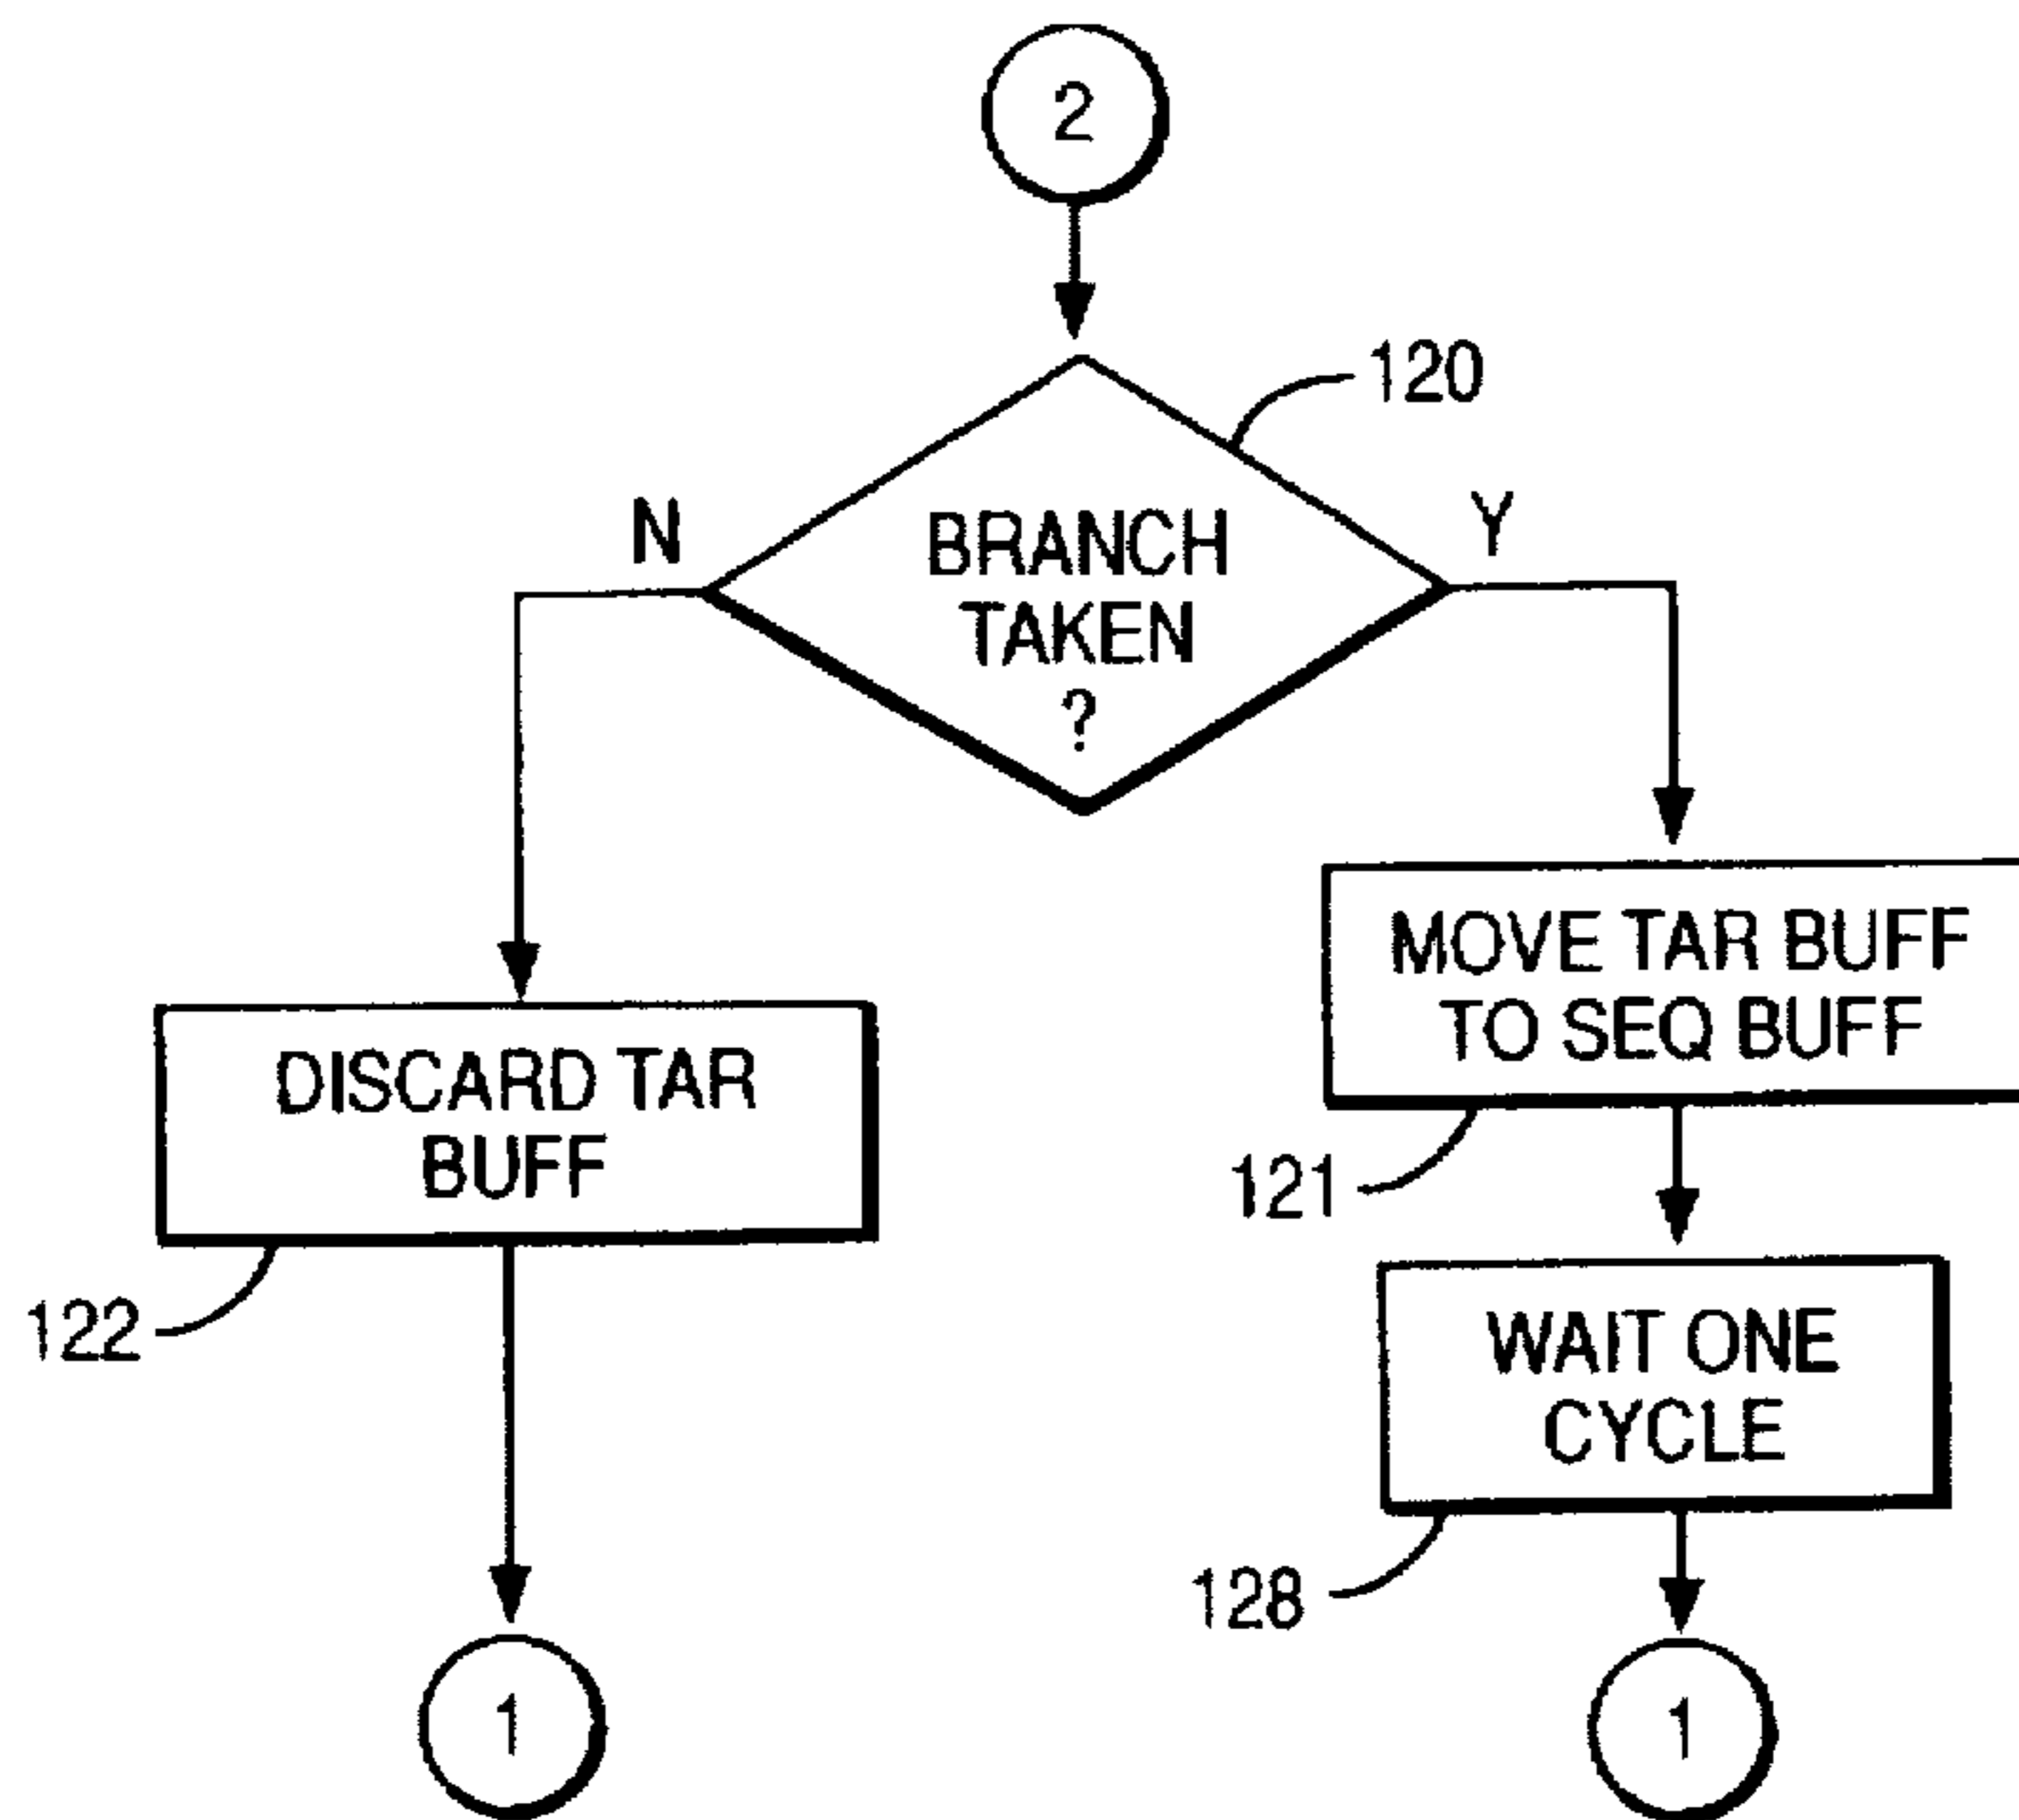 2
120
N
Y
BRANCH
TAKEN
?
MOVE TAR BUFF
TO SEQ BUFF
DISCARD TAR
BUFF
121
122
WAIT ONE
CYCLE
128
1
1